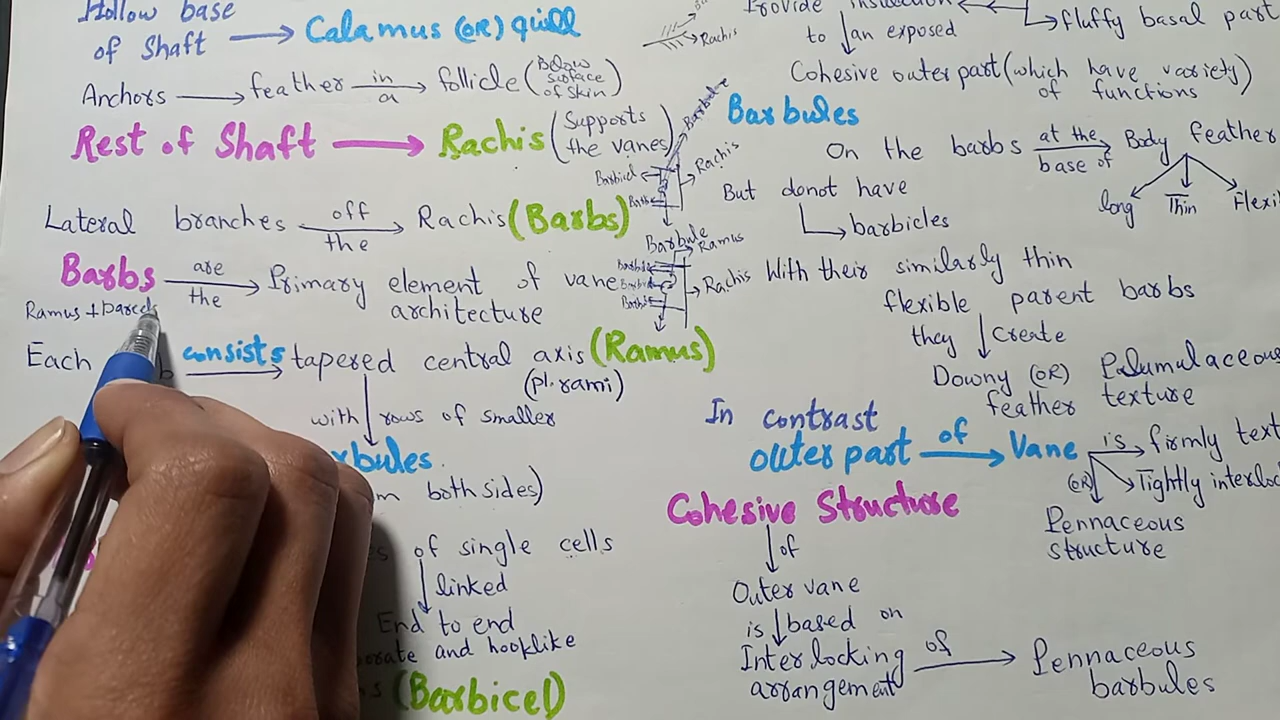 Hollow base
of Shaft → Calamus (OR) quill
Anchors → feather in a → follicle (Below surface of skin)
Rest of Shaft → Rachis (Supports the vanes)
Lateral branches off the → Rachis (Barbs)
Barbs are the → Primary element of vane
architecture
Ramus +
Each consists tapered central axis (Ramus)
(pl. rami)
with rows of smaller
both sides)
of single cells
linked
End to end
and hooklike
(Barbicel)
Rachis
Barbule
Rachis
Barbicel
Barbule
Ramus
Rachis
Provide
to an exposed
fluffy basal part
Cohesive outer part (which have variety)
of functions
Barbules
On the barbs at the base of → Body feather
long Thin
But donot have
barbicles
With their similarly thin
flexible parent barbs
they create
Downy (OR) Palumulaceous
feather texture
In contrast
outer part of → Vane is → firmly
(OR) Tightly
Pennaceous
structure
Cohesive Structure
of
Outer vane
is based on
Interlocking of → Pennaceous
arrangement barbules